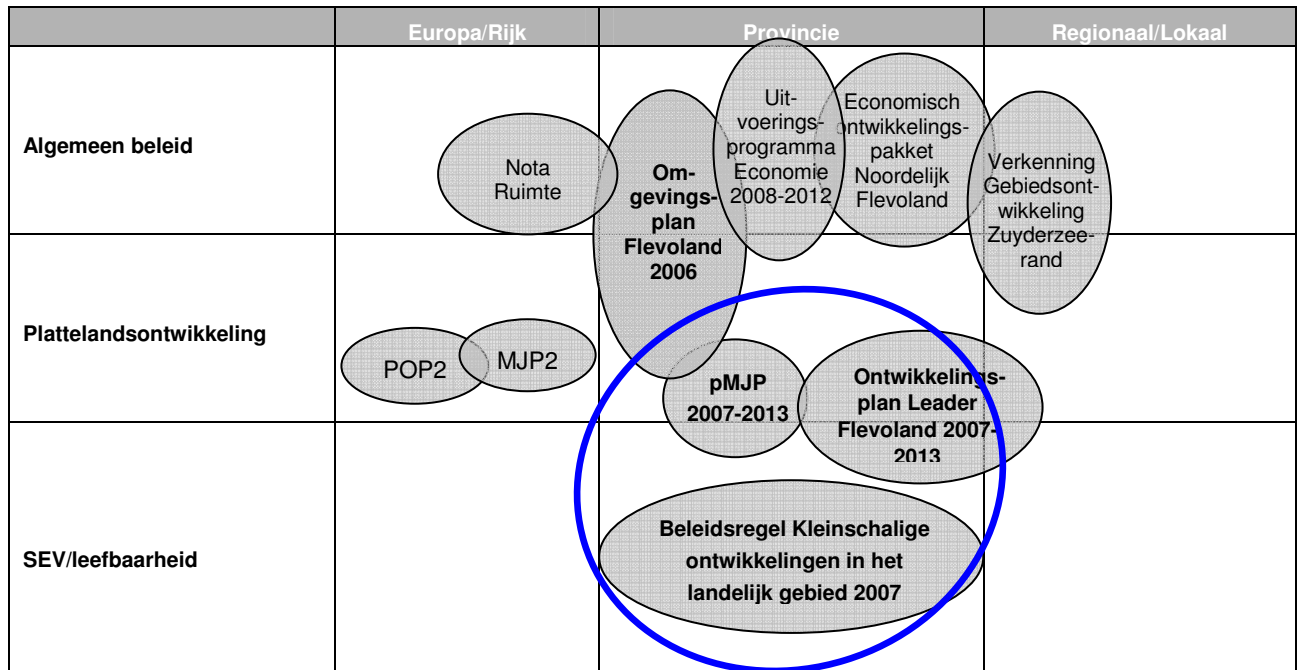 Europa/Rijk
Provincie
Regionaal/Lokaal
Algemeen beleid
Nota
Ruimte
Om-
gevings-
plan
Flevoland
2006
Uit-
voerings-
programma
Economie
2008-2012
Economisch
ontwikkelings-
pakket
Noordelijk
Flevoland
Verkenning
Gebiedsont-
wikkeling
Zuyderzee-
rand
Plattelandsontwikkeling
POP2
MJP2
pMJP
2007-2013
Ontwikkelings-
plan Leader
Flevoland 2007-
2013
SEV/leefbaarheid
Beleidsregel Kleinschalige
ontwikkelingen in het
landelijk gebied 2007